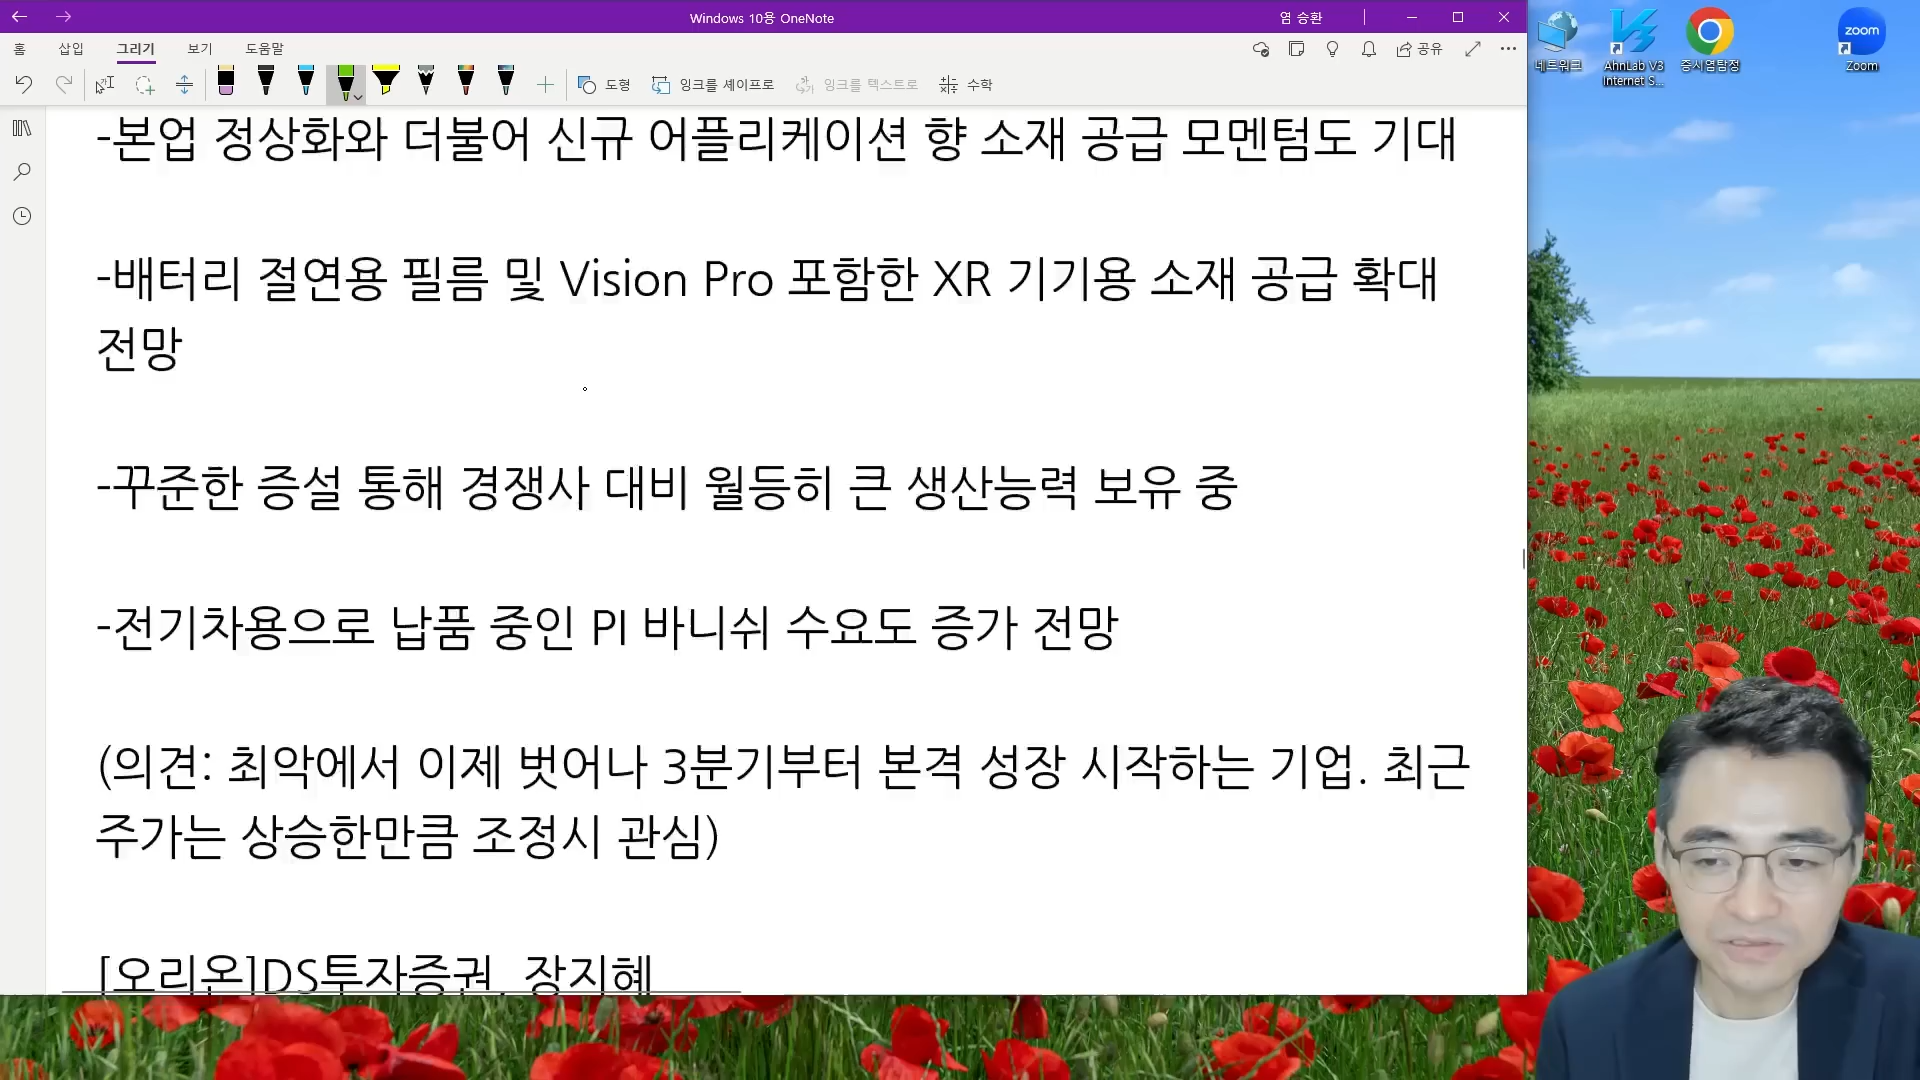 Windows 10용 OneNote
염 승환
홈 삽입 그리기 보기 도움말
공유
도형 잉크를 셰이프로 잉크를 텍스트로 수학
네트워크
AhnLab V3
Internet S...
증시염탐정
zoom
Zoom
-본업 정상화와 더불어 신규 어플리케이션 향 소재 공급 모멘텀도 기대
-배터리 절연용 필름 및 Vision Pro 포함한 XR 기기용 소재 공급 확대
전망
-꾸준한 증설 통해 경쟁사 대비 월등히 큰 생산능력 보유 중
-전기차용으로 납품 중인 PI 바니쉬 수요도 증가 전망
(의견: 최악에서 이제 벗어나 3분기부터 본격 성장 시작하는 기업. 최근
주가는 상승한만큼 조정시 관심)
[오리온]DS투자증권, 장지혜